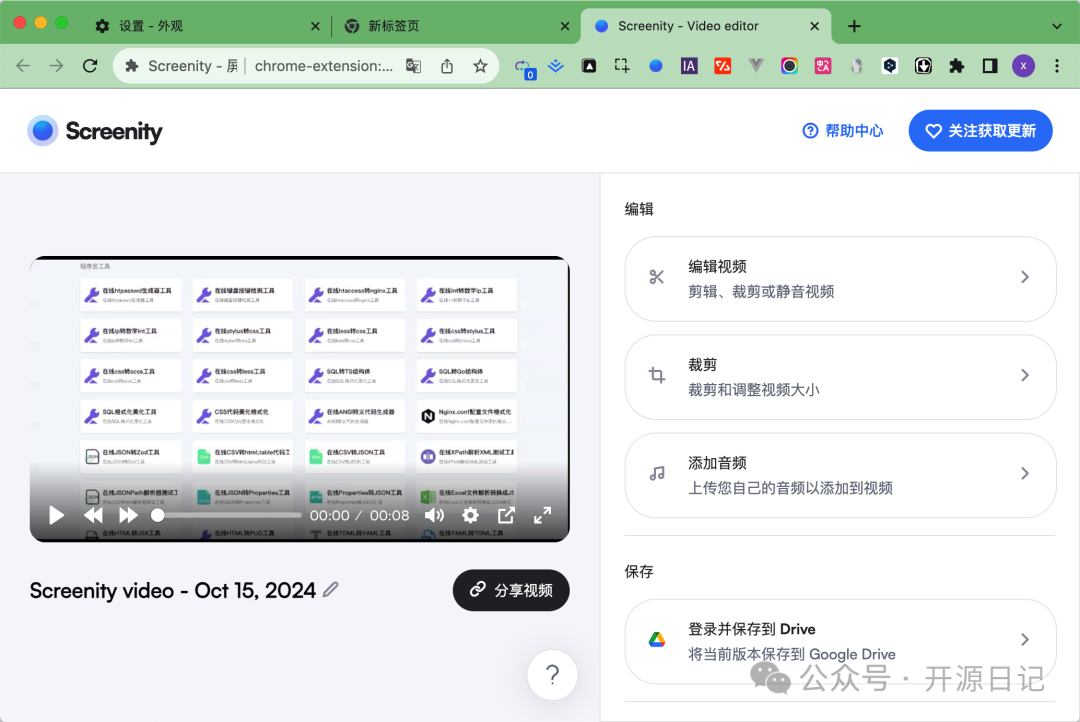 设置 - 外观
新标签页
Screenity - Video editor
Screenity - 屏
chrome-extension:...
0
IA
X
Screenity
帮助中心
关注获取更新
程序员工具
在线htpasswd生成器工具
在线键盘按键检测工具
在线htaccess转nginx工具
在线int转数字ip工具
在线ip转数字int工具
在线stylus转css工具
在线less转css工具
在线css转stylus工具
在线css转scss工具
在线css转less工具
SQL转TS结构体
SQL转Go结构体
SQL格式化美化工具
CSS代码美化格式化
在线ANSI转义代码生成器
Nginx.conf配置文件格式化
在线JSON转Zod工具
在线CSV转html,table代码工
在线CSV转JSON工具
在线XPath解析XML测试工具
在线JSONPath解析器测试工
在线JSON转Properties工具
在线Properties转JSON工具
在线Excel文件解析转换成JS
在线HTML转JSX工具
在线HTML转PUG工具
在线TOML转YAML工具
在线YAML转TOML工具
00:00 / 00:08
Screenity video - Oct 15, 2024
分享视频
?
编辑
编辑视频
剪辑、裁剪或静音视频
裁剪
裁剪和调整视频大小
添加音频
上传您自己的音频以添加到视频
保存
登录并保存到 Drive
将当前版本保存到 Google Drive
公众号 · 开源日记